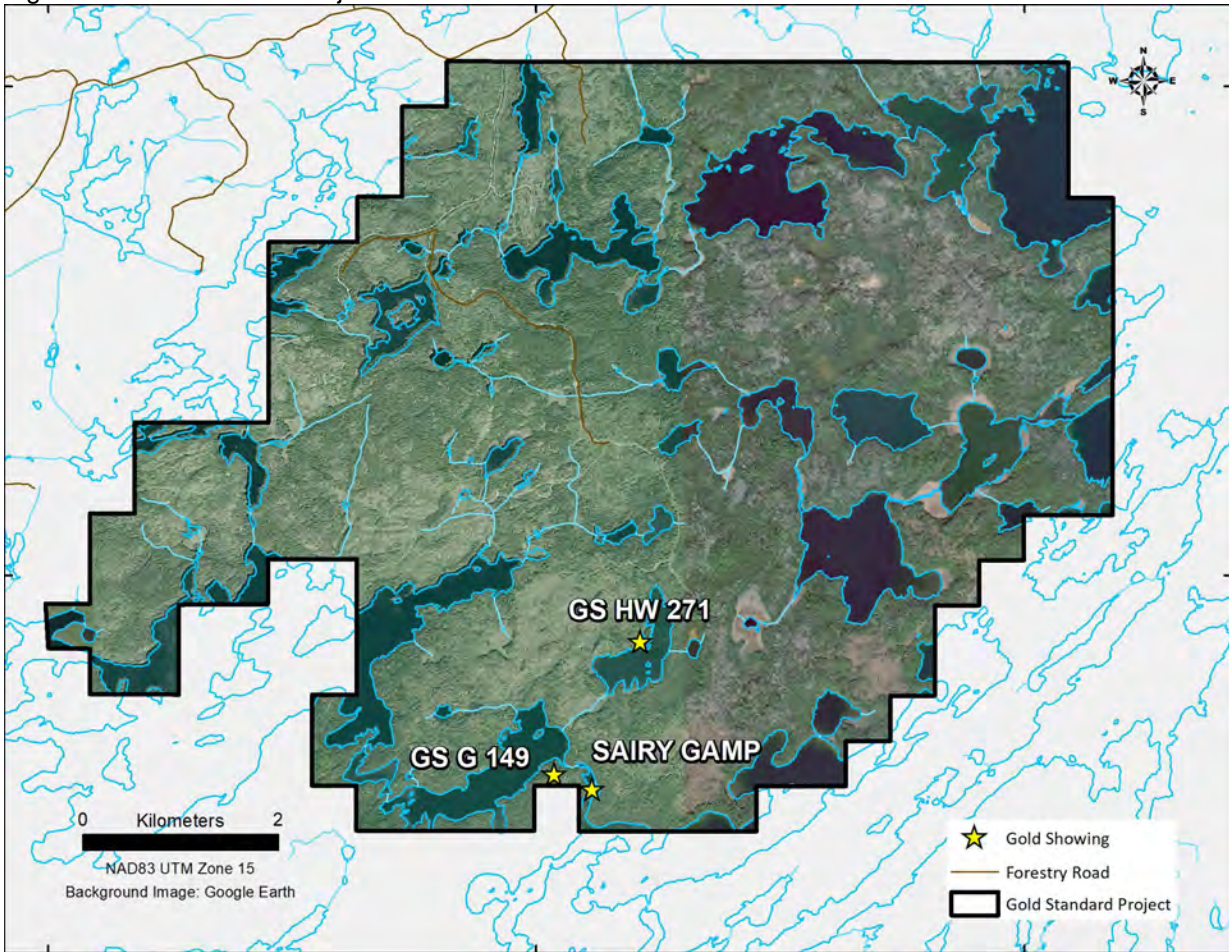 N
W E
S
GS HW 271
GS G 149
SAIRY GAMP
0 Kilometers 2
NAD83 UTM Zone 15
Background Image: Google Earth
Gold Showing
Forestry Road
Gold Standard Project